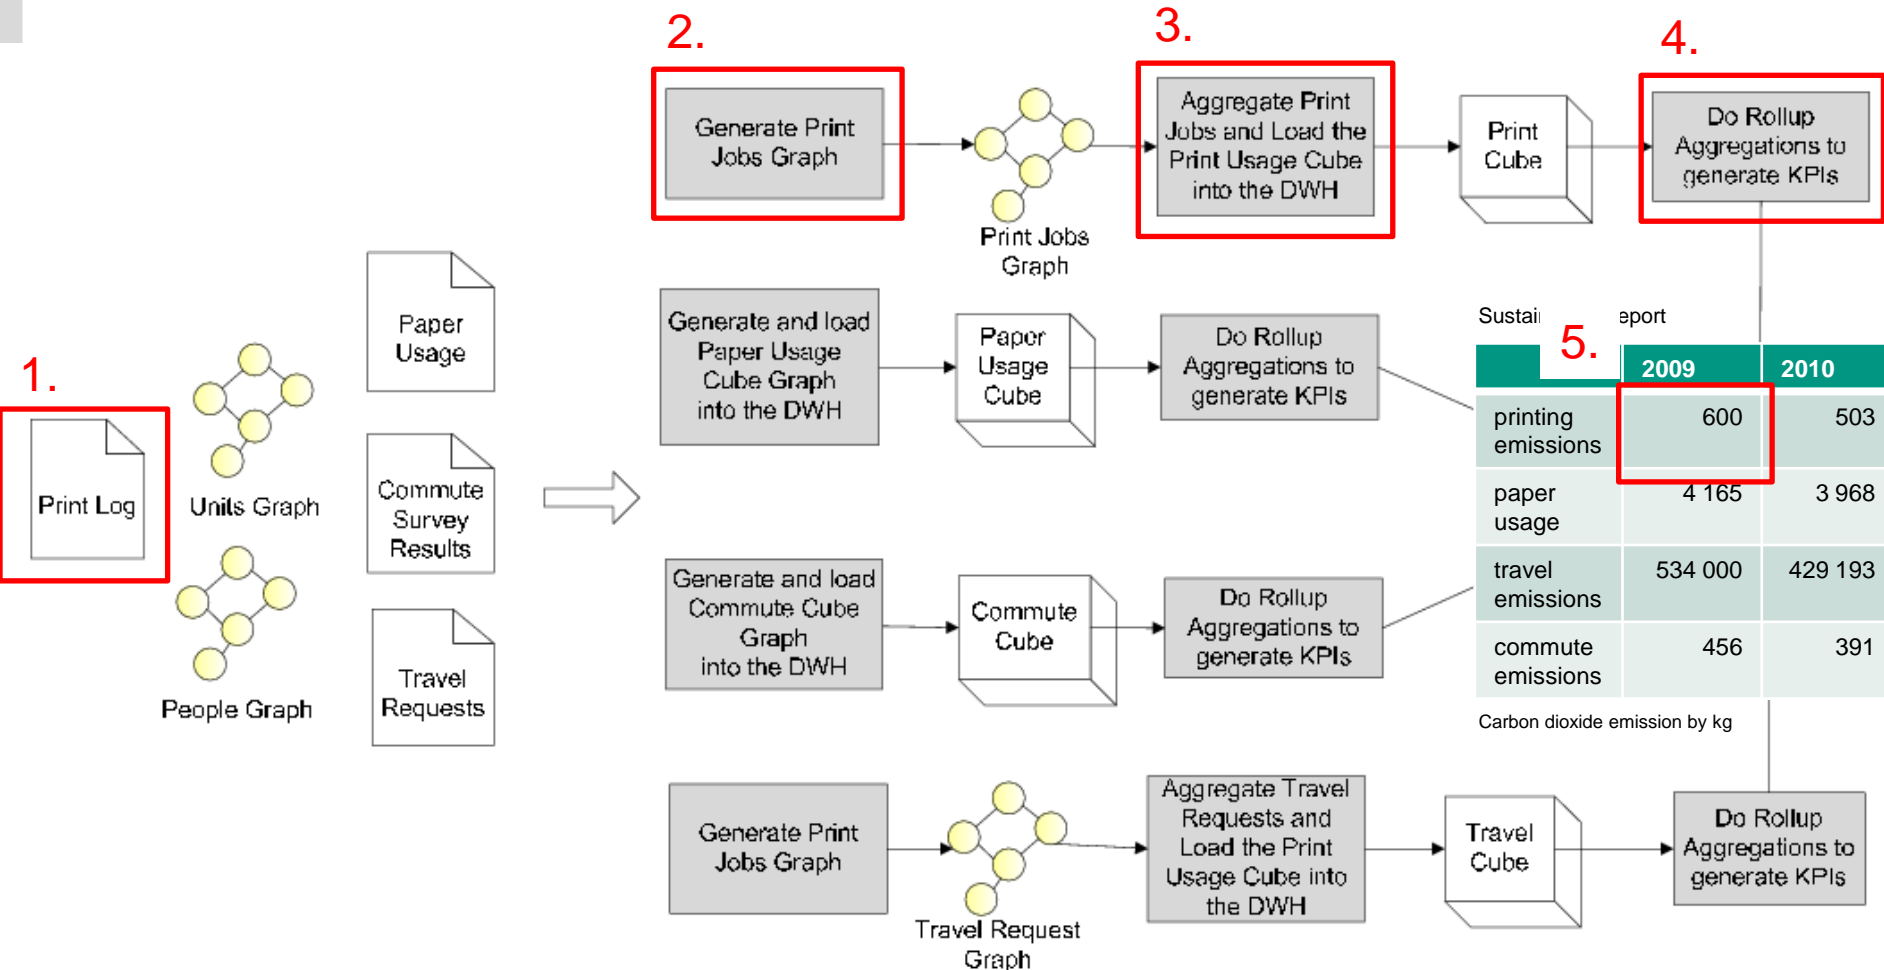 1.
Print Log
Units Graph
People Graph
Paper
Usage
Commute
Survey
Results
Travel
Requests
2.
Generate Print
Jobs Graph
Print Jobs
Graph
3.
Aggregate Print
Jobs and Load the
Print Usage Cube
into the DWH
Print
Cube
4.
Do Rollup
Aggregations to
generate KPIs
Generate and load
Paper Usage
Cube Graph
into the DWH
Paper
Usage
Cube
Do Rollup
Aggregations to
generate KPIs
Generate and load
Commute Cube
Graph
into the DWH
Commute
Cube
Do Rollup
Aggregations to
generate KPIs
Generate Print
Jobs Graph
Travel Request
Graph
Aggregate Travel
Requests and
Load the Print
Usage Cube into
the DWH
Travel
Cube
Do Rollup
Aggregations to
generate KPIs
5.
2009 2010
printing emissions 600 503
paper usage 4 165 3 968
travel emissions 534 000 429 193
commute emissions 456 391
Carbon dioxide emission by kg